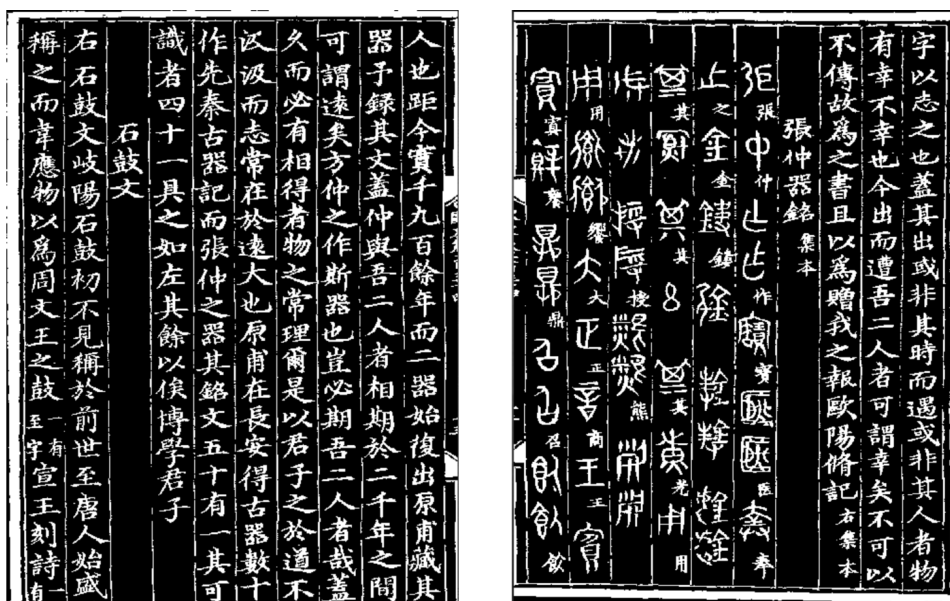 字以志之也蓋其出或非其時而遇或非其人者物
有幸不幸也今出而遭吾二人者可謂幸矣不可以
不傳故爲之書且以爲贈我之報歐陽脩記 右集本
張仲器銘 集本
張 仲 作 寶 奉
之 金
其 其 其 光 用
用 饗 大 正 王
鼎 召 飲
人也距今寔千九百餘年而二器始復出原甫藏其
器予録其文蓋仲與吾二人者相期於二千年之間
可謂遠矣方仲之作斯器也豈必期吾二人者哉蓋
久而必有相得者物之常理爾是以君子之於道不
汲汲而志常在於遠大也原甫在長安得古器數十
作先秦古器記而張仲之器其銘文五十有一其可
識者四十一具之如左其餘以俟博學君子
石鼓文
右石鼓文岐陽石鼓初不見稱於前世至唐人始盛
稱之而韋應物以爲周文王之鼓一有至字宣王刻詩一有